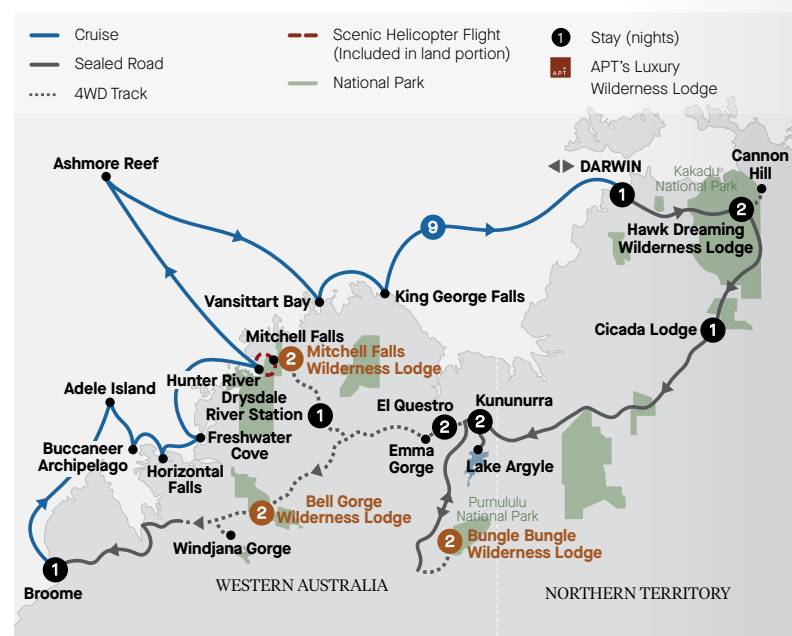 Cruise
Sealed Road
4WD Track
Scenic Helicopter Flight
(Included in land portion)
National Park
1 Stay (nights)
APT
APT's Luxury
Wilderness Lodge
Ashmore Reef
DARWIN
1
Cannon
Hill
Kakadu
National Park
2
Hawk Dreaming
Wilderness Lodge
9
Vansittart Bay
King George Falls
Cicada Lodge
1
Mitchell Falls
2
Mitchell Falls
Wilderness Lodge
Hunter River
Drysdale
River Station
1
Adele Island
El Questro
2
Kununurra
2
Buccaneer
Archipelago
Freshwater
Cove
Horizontal
Falls
Emma
Gorge
Lake Argyle
2
Bell Gorge
Wilderness Lodge
Purnululu
National Park
Windjana Gorge
2
Bungle Bungle
Wilderness Lodge
1
Broome
WESTERN AUSTRALIA
NORTHERN TERRITORY